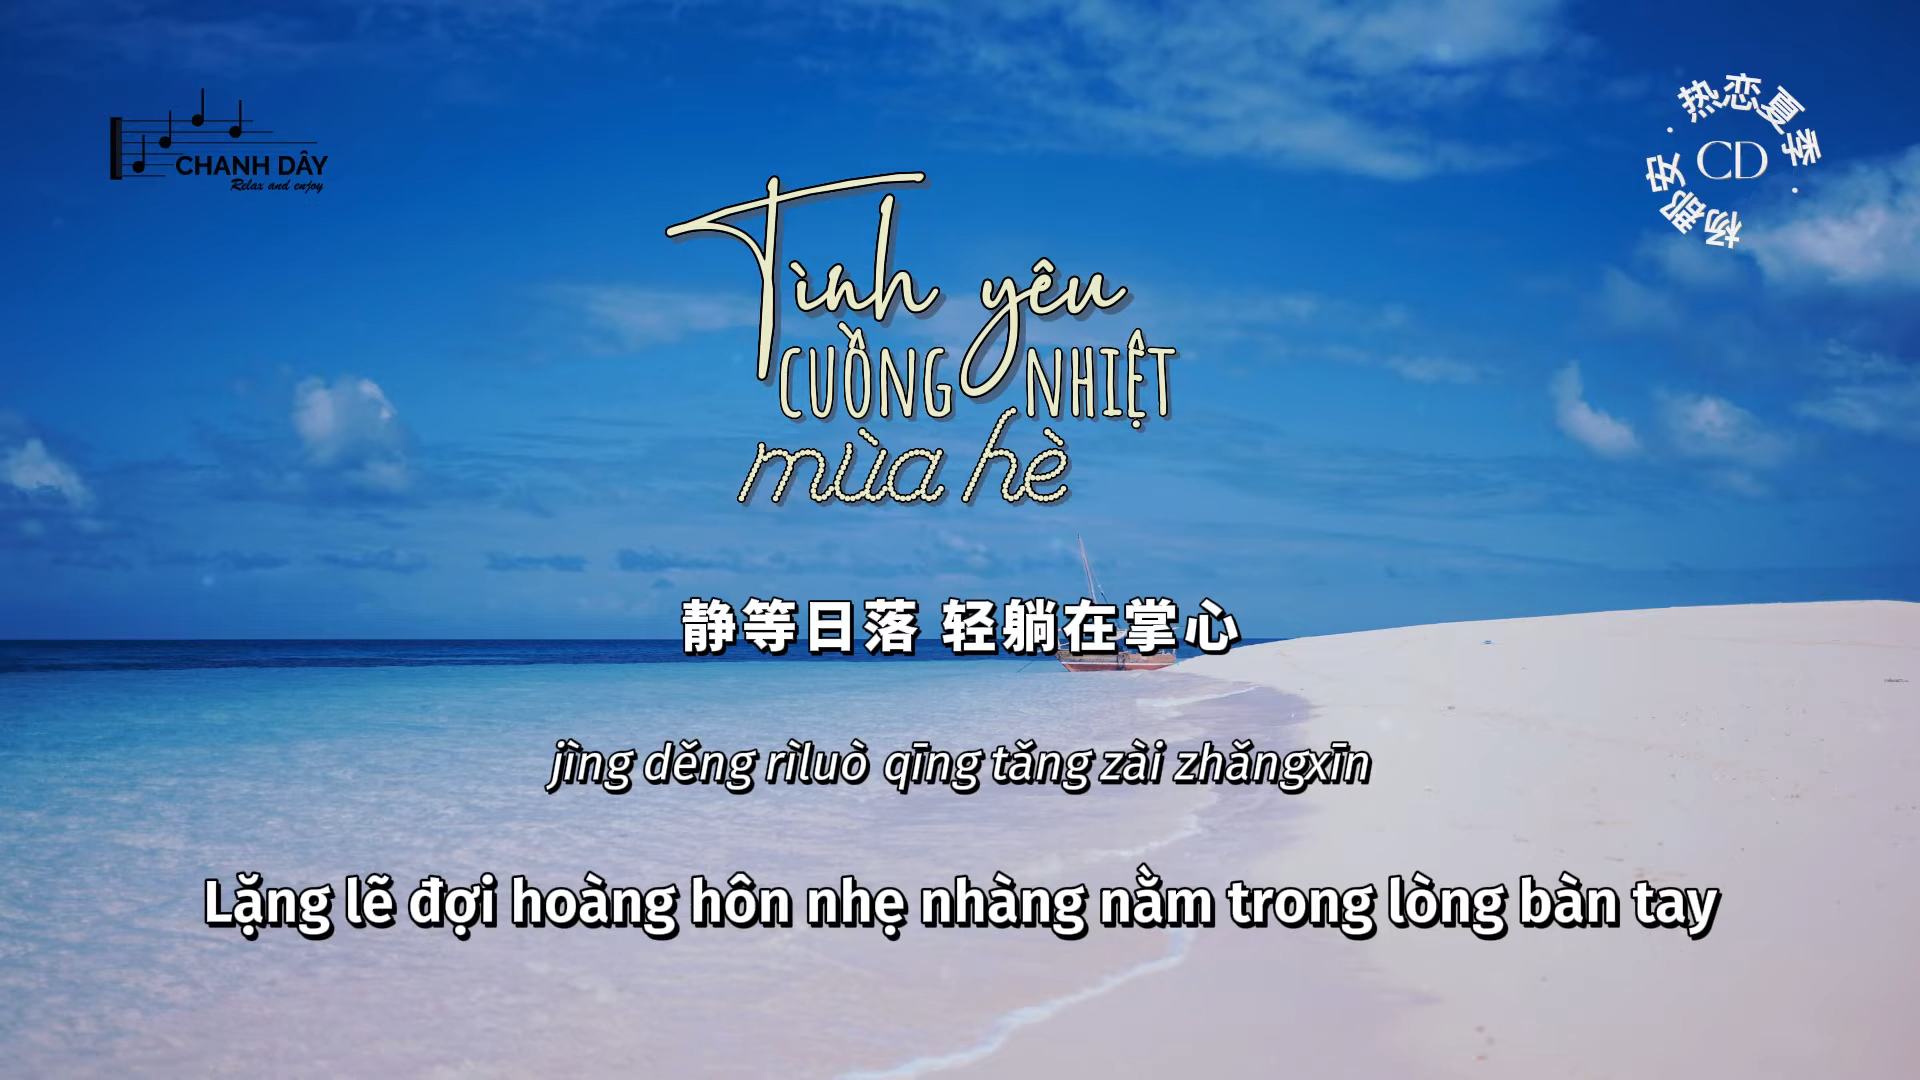 CHANH DÂY
Relax and enjoy
· 热恋夏季 · 杨都安
CD
Tình yêu
CUỒNG NHIỆT
mùa hè
静等日落 轻躺在掌心
jìng děng rìluò qīng tǎng zài zhǎngxīn
Lặng lẽ đợi hoàng hôn nhẹ nhàng nằm trong lòng bàn tay